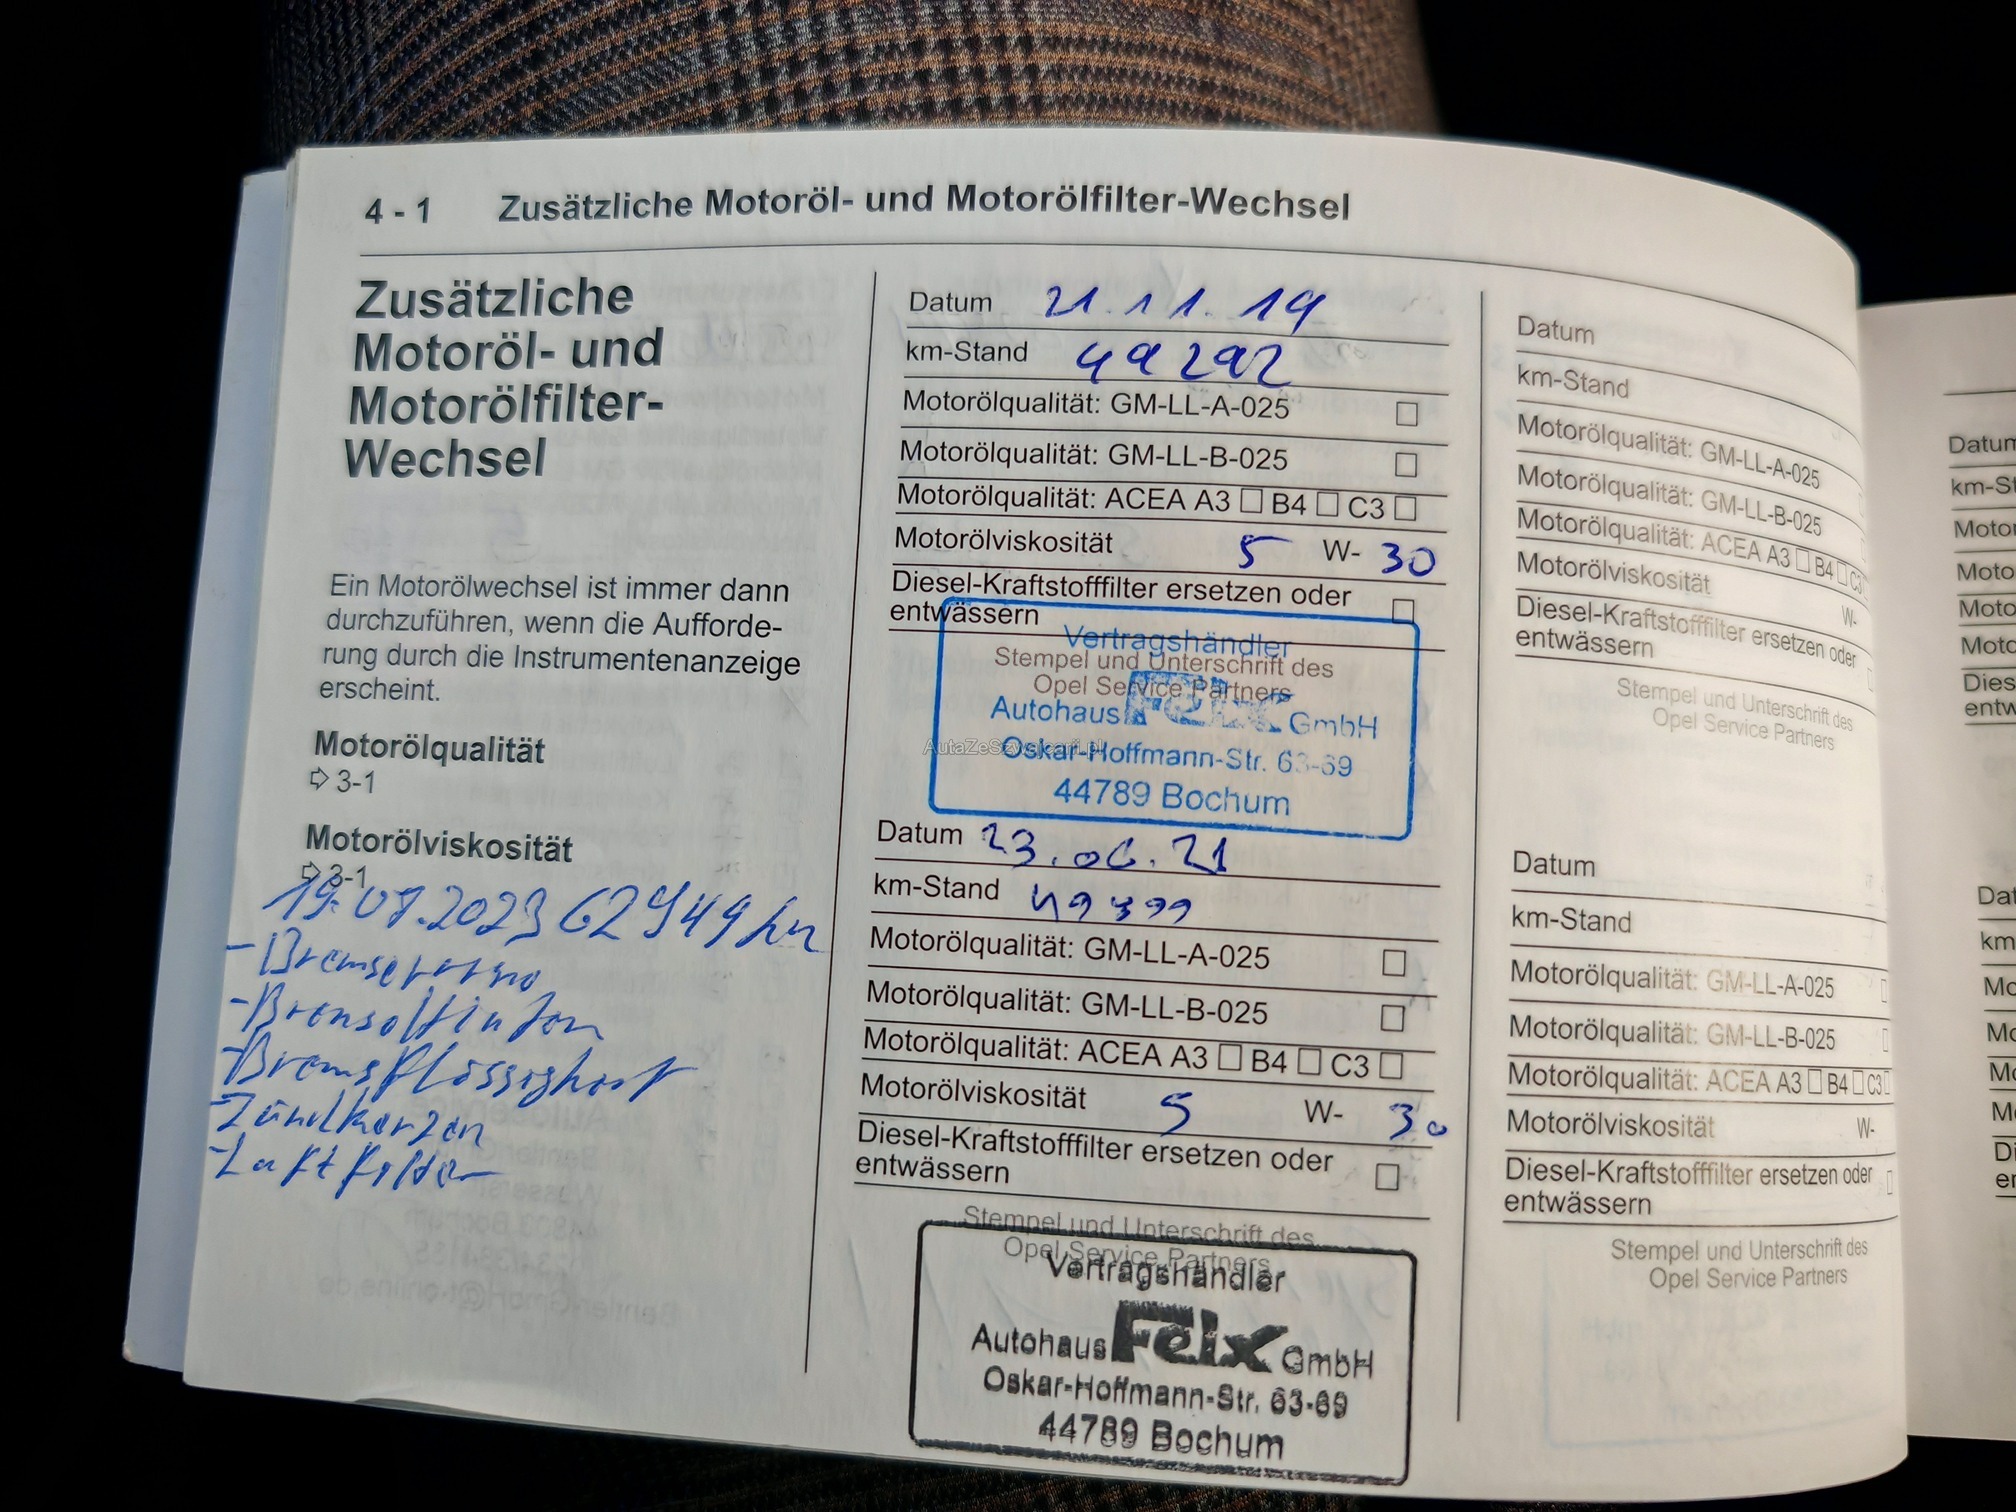 4 - 1 Zusätzliche Motoröl- und Motorölfilter-Wechsel
Zusätzliche
Motoröl- und
Motorölfilter-
Wechsel
Ein Motorölwechsel ist immer dann
durchzuführen, wenn die Aufforde-
rung durch die Instrumentenanzeige
erscheint.
Motorölqualität
⇨ 3-1
Motorölviskosität
⇨ 3-1
19.07.2023 62949 km
- Bremsflüssigkeit
- Zündkerzen
- Luftfilter
Datum 21.11.19
km-Stand 49292
Motorölqualität: GM-LL-A-025 □
Motorölqualität: GM-LL-B-025 □
Motorölqualität: ACEA A3 □ B4 □ C3 □
Motorölviskosität 5 W- 30
Diesel-Kraftstofffilter ersetzen oder
entwässern □
Vertragshändler
Stempel und Unterschrift des
Opel Service Partners
Autohaus Felx GmbH
AutaZeSzwajcarii.pl
Oskar-Hoffmann-Str. 63-69
44789 Bochum
Datum 23.06.21
km-Stand 49399
Motorölqualität: GM-LL-A-025 □
Motorölqualität: GM-LL-B-025 □
Motorölqualität: ACEA A3 □ B4 □ C3 □
Motorölviskosität 5 W- 30
Diesel-Kraftstofffilter ersetzen oder
entwässern □
Stempel und Unterschrift des
Opel Service Partners
Vertragshändler
Autohaus Felx GmbH
Oskar-Hoffmann-Str. 63-69
44789 Bochum
Datum
km-Stand
Motorölqualität: GM-LL-A-025
Motorölqualität: GM-LL-B-025
Motorölqualität: ACEA A3 □ B4 □ C3
Motorölviskosität W-
Diesel-Kraftstofffilter ersetzen oder
entwässern
Stempel und Unterschrift des
Opel Service Partners
Datum
km-Stand
Motorölqualität: GM-LL-A-025 □
Motorölqualität: GM-LL-B-025 □
Motorölqualität: ACEA A3 □ B4 □ C3 □
Motorölviskosität W-
Diesel-Kraftstofffilter ersetzen oder
entwässern □
Stempel und Unterschrift des
Opel Service Partners